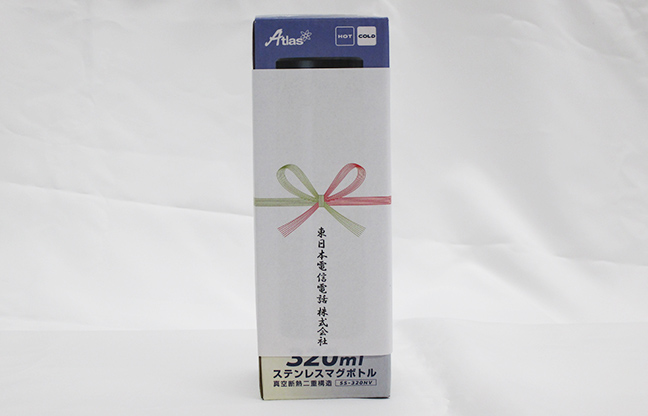 Atlas
HOT COLD
東日本電信電話株式会社
320ml
ステンレスマグボトル
真空断熱二重構造 SS-320NV